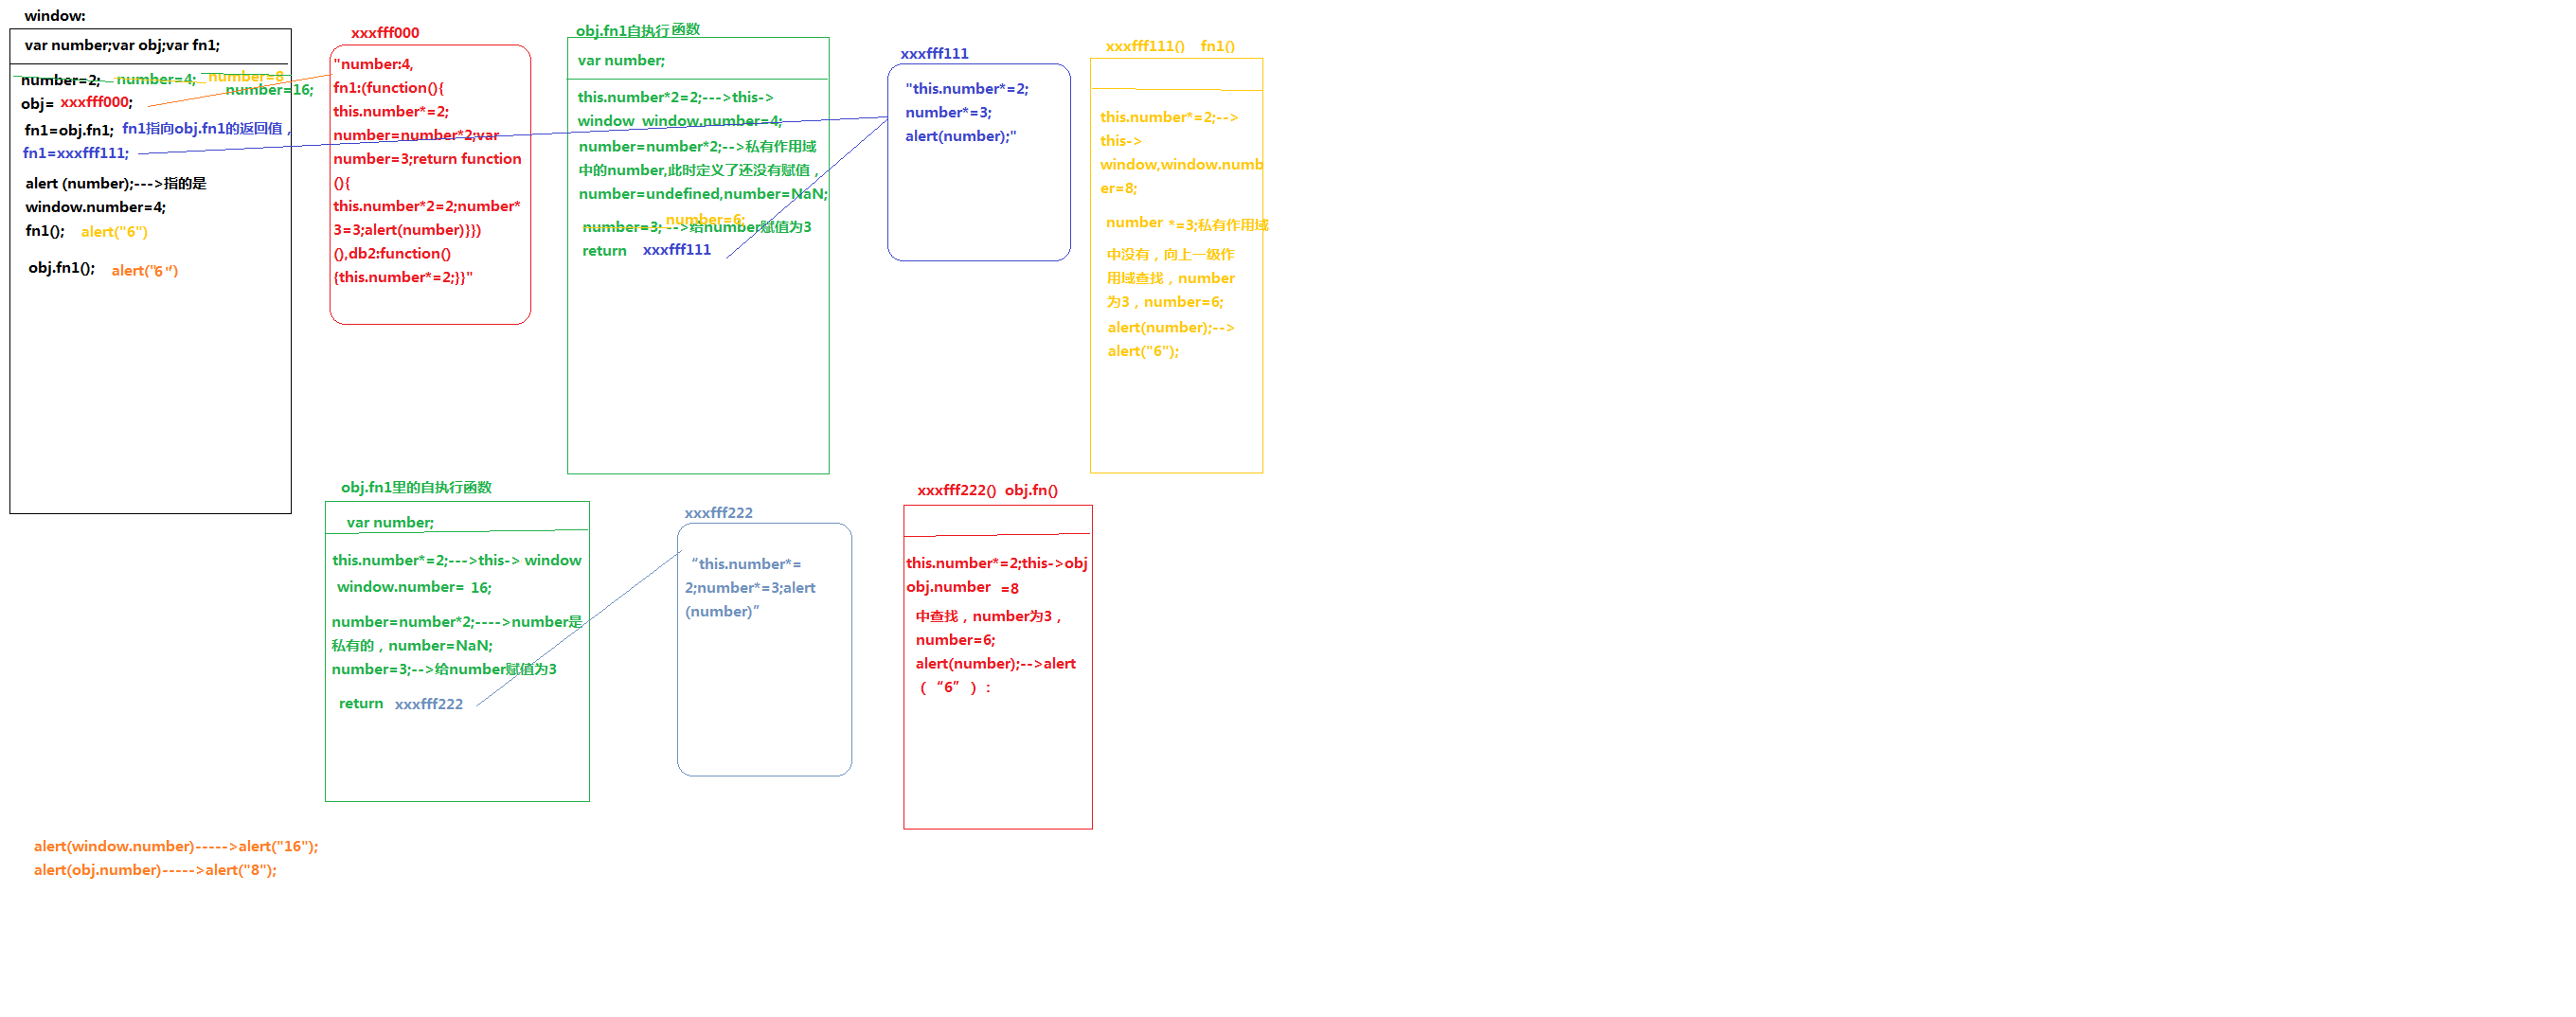 window:
var number;var obj;var fn1;
number=2; number=4; number=8
number=16;
obj= xxxfff000;
fn1=obj.fn1; fn1指向obj.fn1的返回值，
fn1=xxxfff111;
alert (number);--->指的是
window.number=4;
fn1(); alert("6")
obj.fn1(); alert("6")
xxxfff000
"number:4,
fn1:(function(){
this.number*=2;
number=number*2;var
number=3;return function
(){
this.number*2=2;number*
3=3;alert(number)}})
(),db2:function()
{this.number*=2;}}"
obj.fn1自执行函数
var number;
this.number*2=2;--->this->
window window.number=4;
number=number*2;-->私有作用域
中的number,此时定义了还没有赋值，
number=undefined,number=NaN;
number=6;
number=3; -->给number赋值为3
return xxxfff111
xxxfff111
"this.number*=2;
number*=3;
alert(number);"
xxxfff111() fn1()
this.number*=2;-->
this->
window,window.numb
er=8;
number *=3;私有作用域
中没有，向上一级作
用域查找，number
为3，number=6;
alert(number);-->
alert("6");
obj.fn1里的自执行函数
var number;
this.number*=2;--->this-> window
window.number= 16;
number=number*2;---->number是
私有的，number=NaN;
number=3;-->给number赋值为3
return xxxfff222
xxxfff222
“this.number*=
2;number*=3;alert
(number)”
xxxfff222() obj.fn()
this.number*=2;this->obj
obj.number =8
中查找，number为3，
number=6;
alert(number);-->alert
（“6”）：
alert(window.number)----->alert("16");
alert(obj.number)----->alert("8");